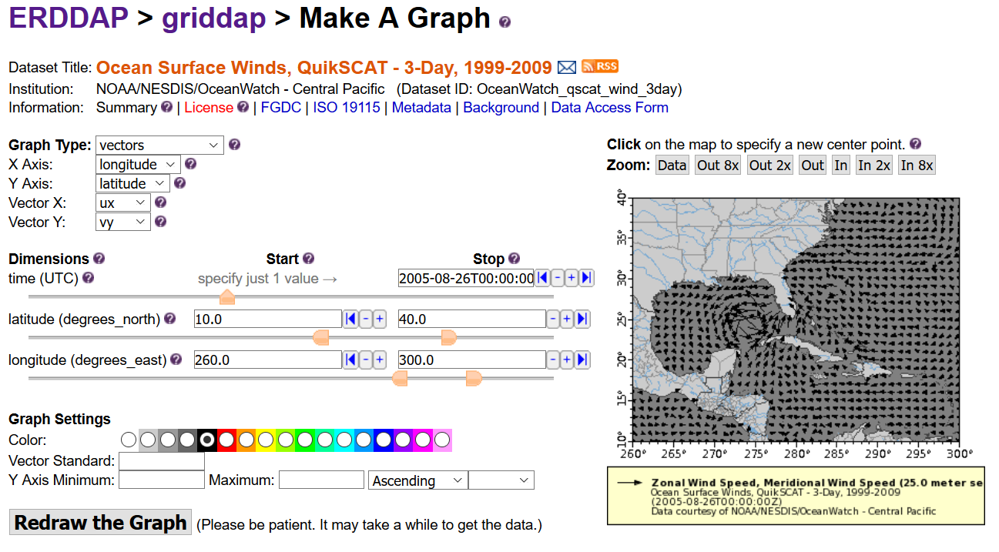 ERDDAP > griddap > Make A Graph ?
Dataset Title: Ocean Surface Winds, QuikSCAT - 3-Day, 1999-2009 RSS
Institution: NOAA/NESDIS/OceanWatch - Central Pacific (Dataset ID: OceanWatch_qscat_wind_3day)
Information: Summary ? | License ? | FGDC | ISO 19115 | Metadata | Background | Data Access Form
Graph Type: vectors ?
X Axis: longitude ?
Y Axis: latitude ?
Vector X: ux ?
Vector Y: vy ?
Dimensions ? Start ? Stop ?
time (UTC) ? specify just 1 value → 2005-08-26T00:00:00 - +
latitude (degrees_north) ? 10.0 - + 40.0 - +
longitude (degrees_east) ? 260.0 - + 300.0 - +
Graph Settings
Color:
Vector Standard:
Y Axis Minimum: Maximum: Ascending
Redraw the Graph (Please be patient. It may take a while to get the data.)
Click on the map to specify a new center point. ?
Zoom: Data Out 8x Out 2x Out In In 2x In 8x
40°
35°
30°
25°
20°
15°
10°
260° 265° 270° 275° 280° 285° 290° 295° 300°
Zonal Wind Speed, Meridional Wind Speed (25.0 meter se
Ocean Surface Winds, QuikSCAT - 3-Day, 1999-2009
(2005-08-26T00:00:00Z)
Data courtesy of NOAA/NESDIS/OceanWatch - Central Pacific